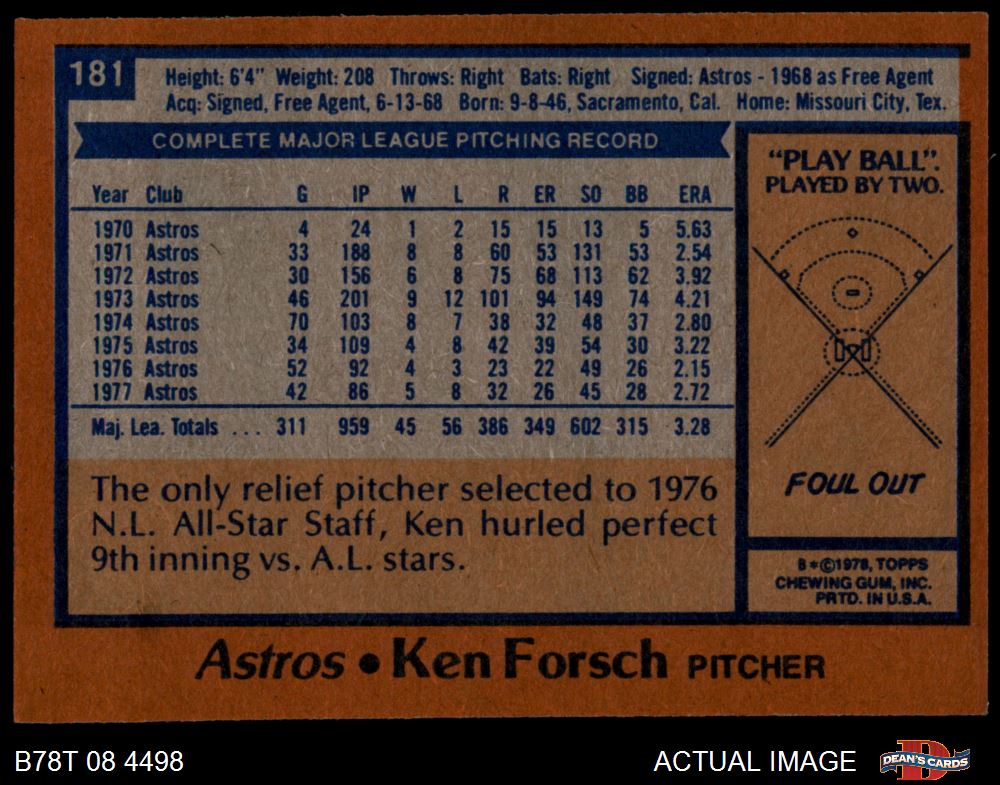 181
Height: 6'4" Weight: 208 Throws: Right Bats: Right Signed: Astros - 1968 as Free Agent
Acq: Signed, Free Agent, 6-13-68 Born: 9-8-46, Sacramento, Cal. Home: Missouri City, Tex.
COMPLETE MAJOR LEAGUE PITCHING RECORD
Year Club G IP W L R ER SO BB ERA
1970 Astros 4 24 1 2 15 15 13 5 5.63
1971 Astros 33 188 8 8 60 53 131 53 2.54
1972 Astros 30 156 6 8 75 68 113 62 3.92
1973 Astros 46 201 9 12 101 94 149 74 4.21
1974 Astros 70 103 8 7 38 32 48 37 2.80
1975 Astros 34 109 4 8 42 39 54 30 3.22
1976 Astros 52 92 4 3 23 22 49 26 2.15
1977 Astros 42 86 5 8 32 26 45 28 2.72
Maj. Lea. Totals ... 311 959 45 56 386 349 602 315 3.28
The only relief pitcher selected to 1976
N.L. All-Star Staff, Ken hurled perfect
9th inning vs. A.L. stars.
"PLAY BALL".
PLAYED BY TWO.
FOUL OUT
B*©1978, TOPPS
CHEWING GUM, INC.
PRTD. IN U.S.A.
Astros • Ken Forsch PITCHER
B78T 08 4498
ACTUAL IMAGE
D
DEAN'S CARDS